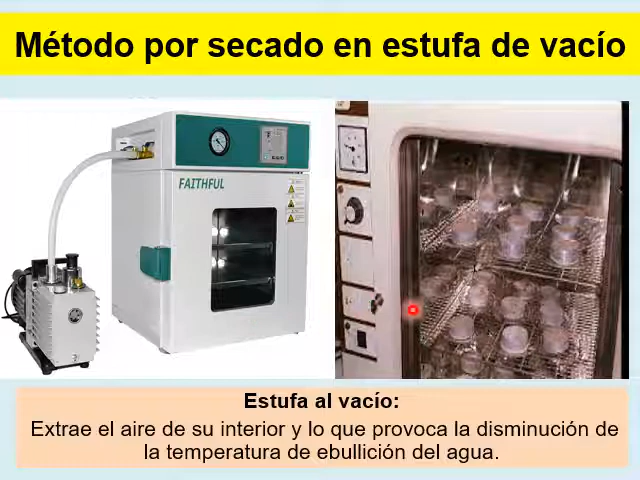 Método por secado en estufa de vacío
FAITHFUL
Estufa al vacío:
Extrae el aire de su interior y lo que provoca la disminución de
la temperatura de ebullición del agua.